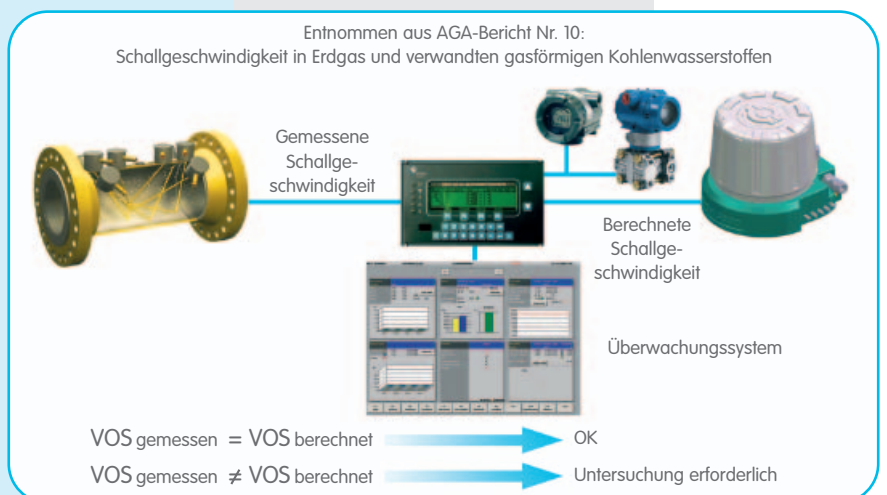 Entnommen aus AGA-Bericht Nr. 10:
Schallgeschwindigkeit in Erdgas und verwandten gasförmigen Kohlenwasserstoffen
Gemessene
Schallge-
schwindigkeit
Berechnete
Schallge-
schwindigkeit
Überwachungssystem
VOS gemessen = VOS berechnet OK
VOS gemessen ≠ VOS berechnet Untersuchung erforderlich